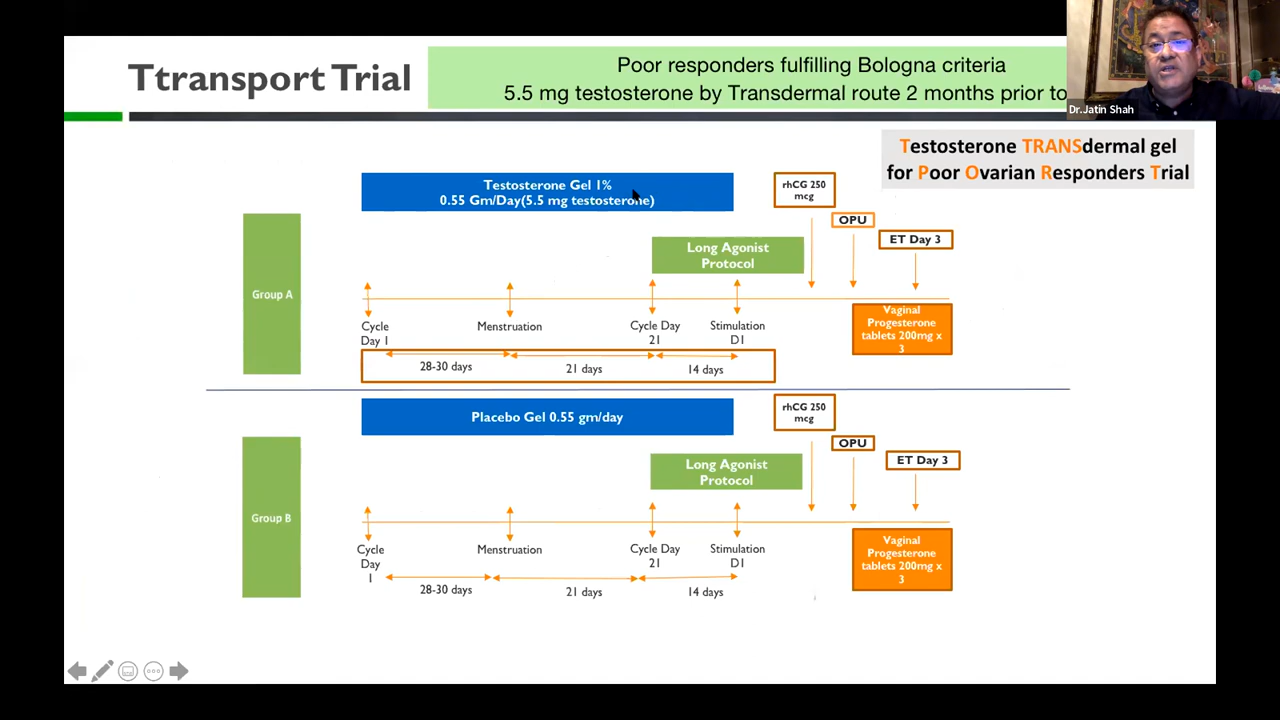 Ttransport Trial
Poor responders fulfilling Bologna criteria
5.5 mg testosterone by Transdermal route 2 months prior to
Dr.Jatin Shah
Testosterone TRANSdermal gel
for Poor Ovarian Responders Trial
Testosterone Gel 1%
0.55 Gm/Day(5.5 mg testosterone)
rhCG 250
mcg
OPU
ET Day 3
Long Agonist
Protocol
Group A
Cycle
Day 1
Menstruation
Cycle Day
21
Stimulation
D1
Vaginal
Progesterone
tablets 200mg x
3
28-30 days
21 days
14 days
Placebo Gel 0.55 gm/day
rhCG 250
mcg
OPU
ET Day 3
Long Agonist
Protocol
Group B
Cycle
Day
1
Menstruation
Cycle Day
21
Stimulation
D1
Vaginal
Progesterone
tablets 200mg x
3
28-30 days
21 days
14 days